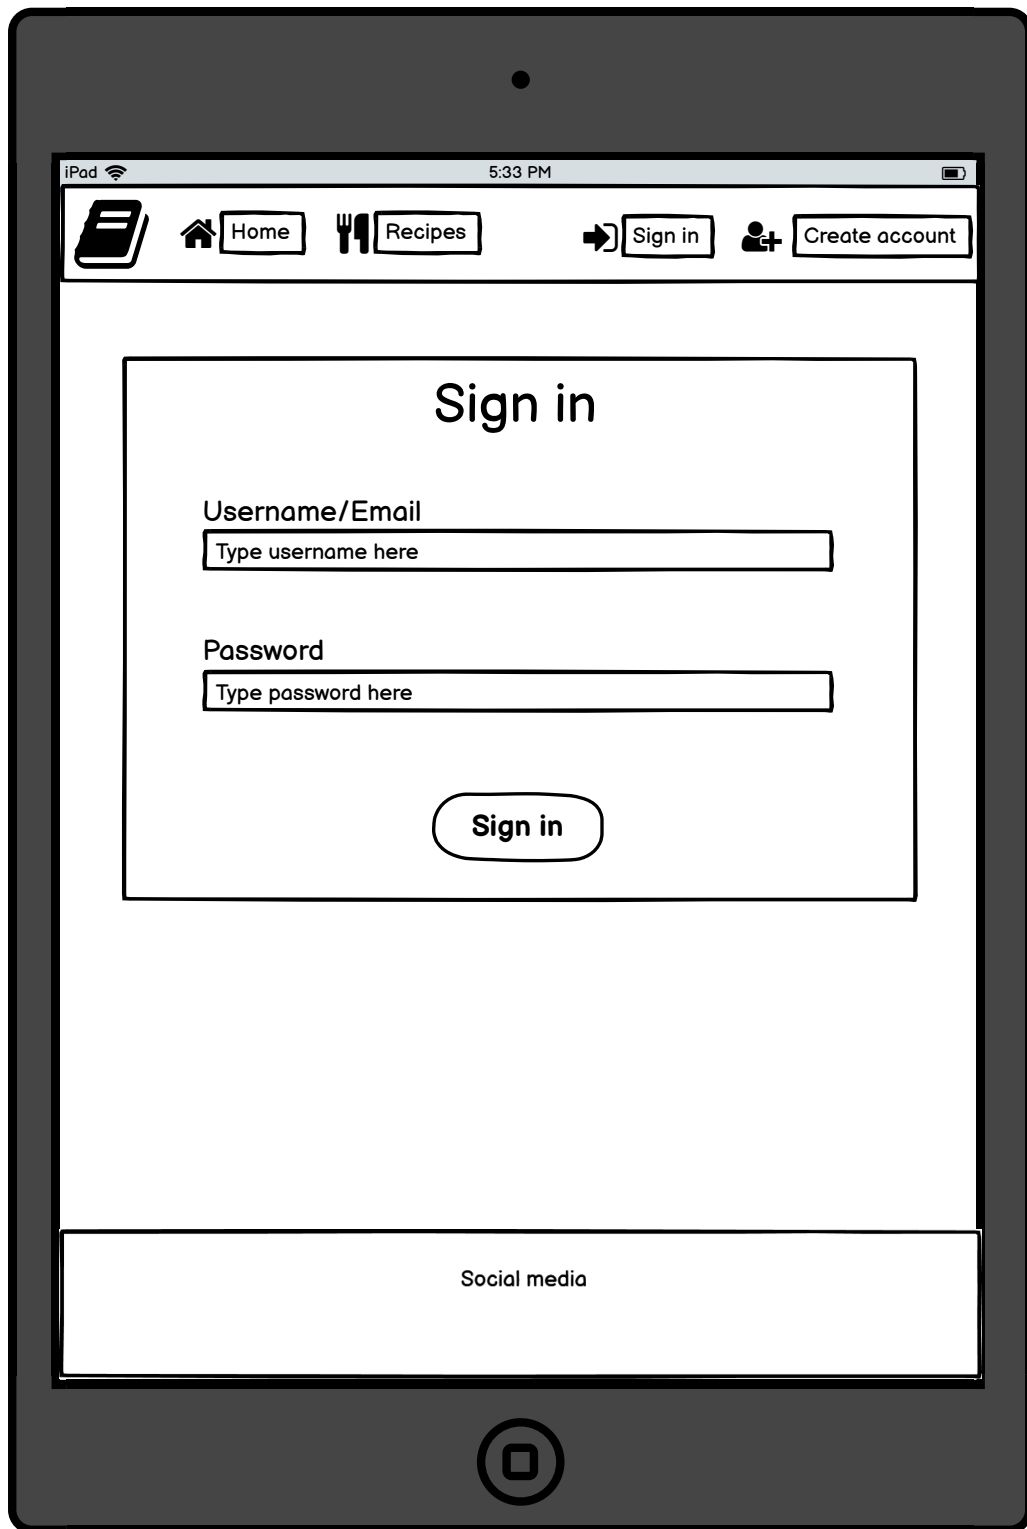 iPad 5:33 PM
Home Recipes Sign in Create account
Sign in
Username/Email
Type username here
Password
Type password here
Sign in
Social media